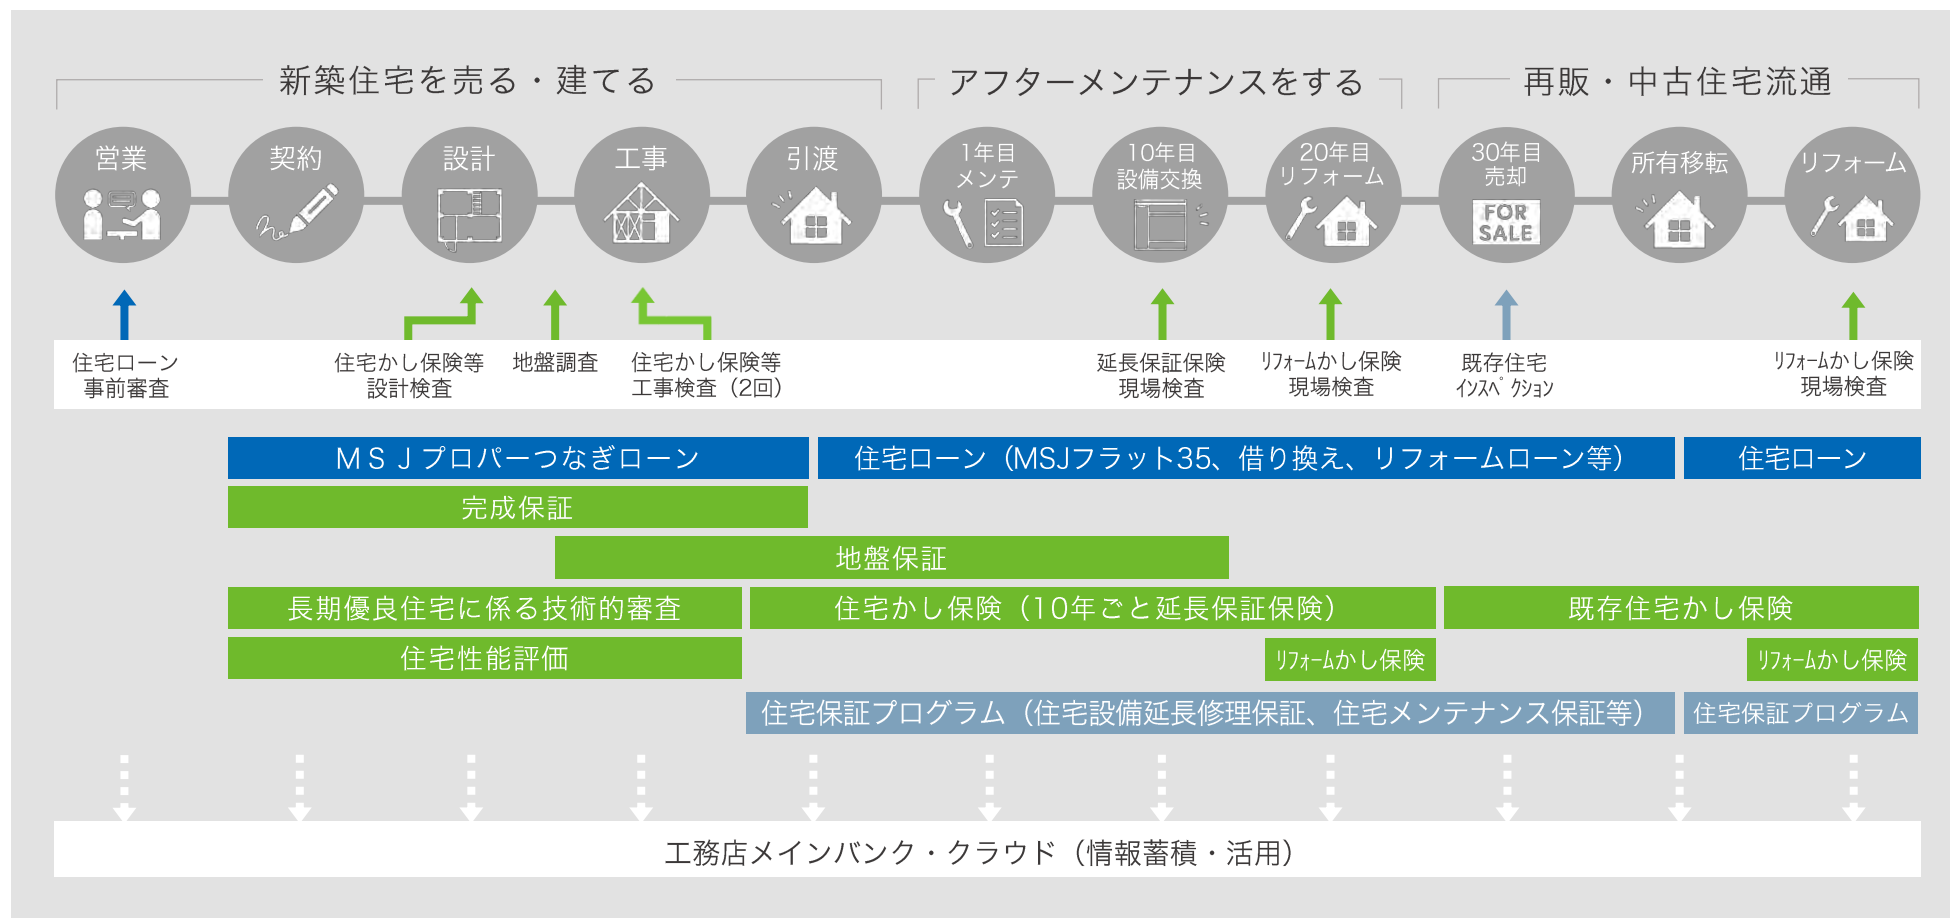 新築住宅を売る・建てる
アフターメンテナンスをする
再販・中古住宅流通
営業
契約
設計
工事
引渡
1年目
メンテ
10年目
設備交換
20年目
リフォーム
30年目
売却
FOR
SALE
所有移転
リフォーム
住宅ローン
事前審査
住宅かし保険等
設計検査
地盤調査
住宅かし保険等
工事検査（2回）
延長保証保険
現場検査
ﾘﾌｫｰﾑかし保険
現場検査
既存住宅
ｲﾝｽﾍﾟｸｼｮﾝ
ﾘﾌｫｰﾑかし保険
現場検査
ＭＳＪプロパーつなぎローン
住宅ローン（MSJフラット35、借り換え、リフォームローン等）
住宅ローン
完成保証
地盤保証
長期優良住宅に係る技術的審査
住宅かし保険（10年ごと延長保証保険）
既存住宅かし保険
住宅性能評価
ﾘﾌｫｰﾑかし保険
ﾘﾌｫｰﾑかし保険
住宅保証プログラム（住宅設備延長修理保証、住宅メンテナンス保証等）
住宅保証プログラム
工務店メインバンク・クラウド（情報蓄積・活用）